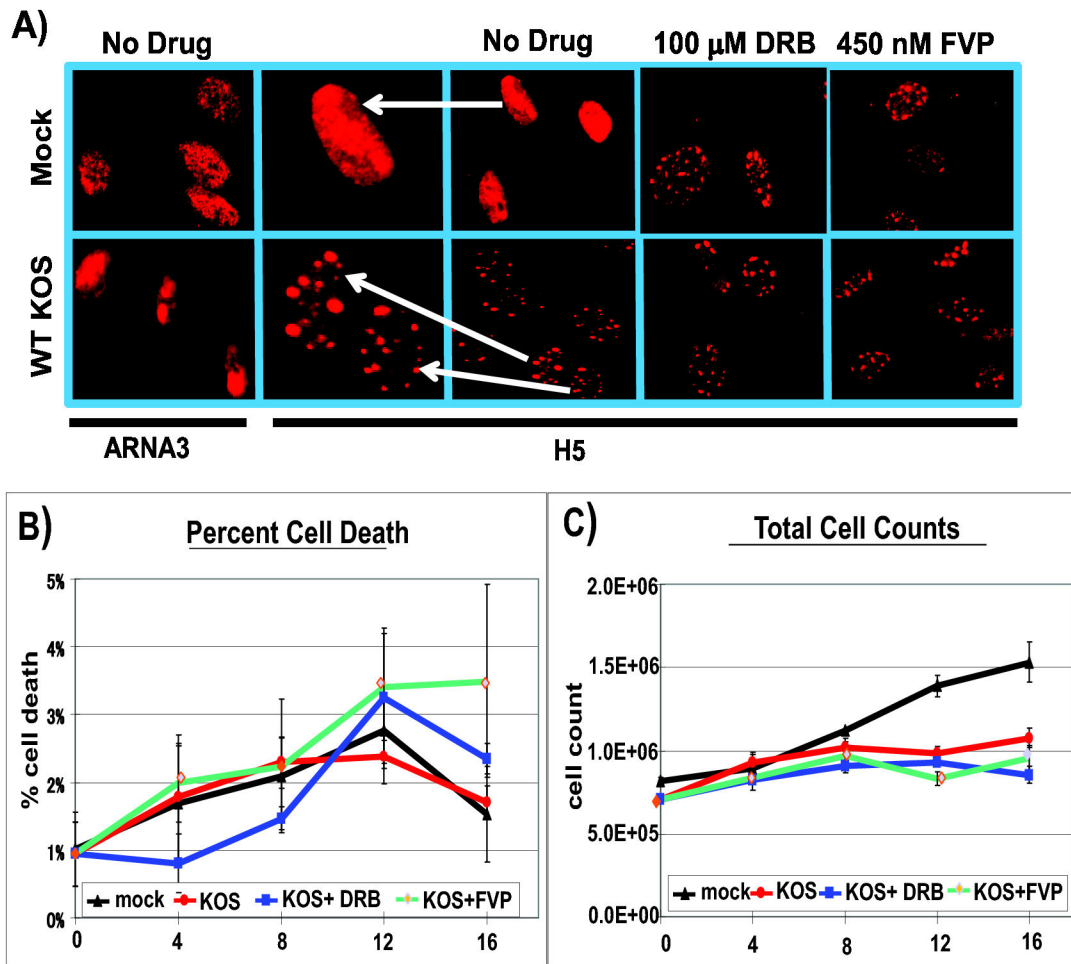 A)
No Drug
No Drug
100 µM DRB
450 nM FVP
Mock
WT KOS
ARNA3
H5
B)
Percent Cell Death
5%
4%
3%
2%
1%
0%
% cell death
mock
KOS
KOS+ DRB
KOS+FVP
0
4
8
12
16
C)
Total Cell Counts
2.0E+06
1.5E+06
1.0E+06
5.0E+05
0.0E+00
cell count
mock
KOS
KOS+ DRB
KOS+FVP
0
4
8
12
16